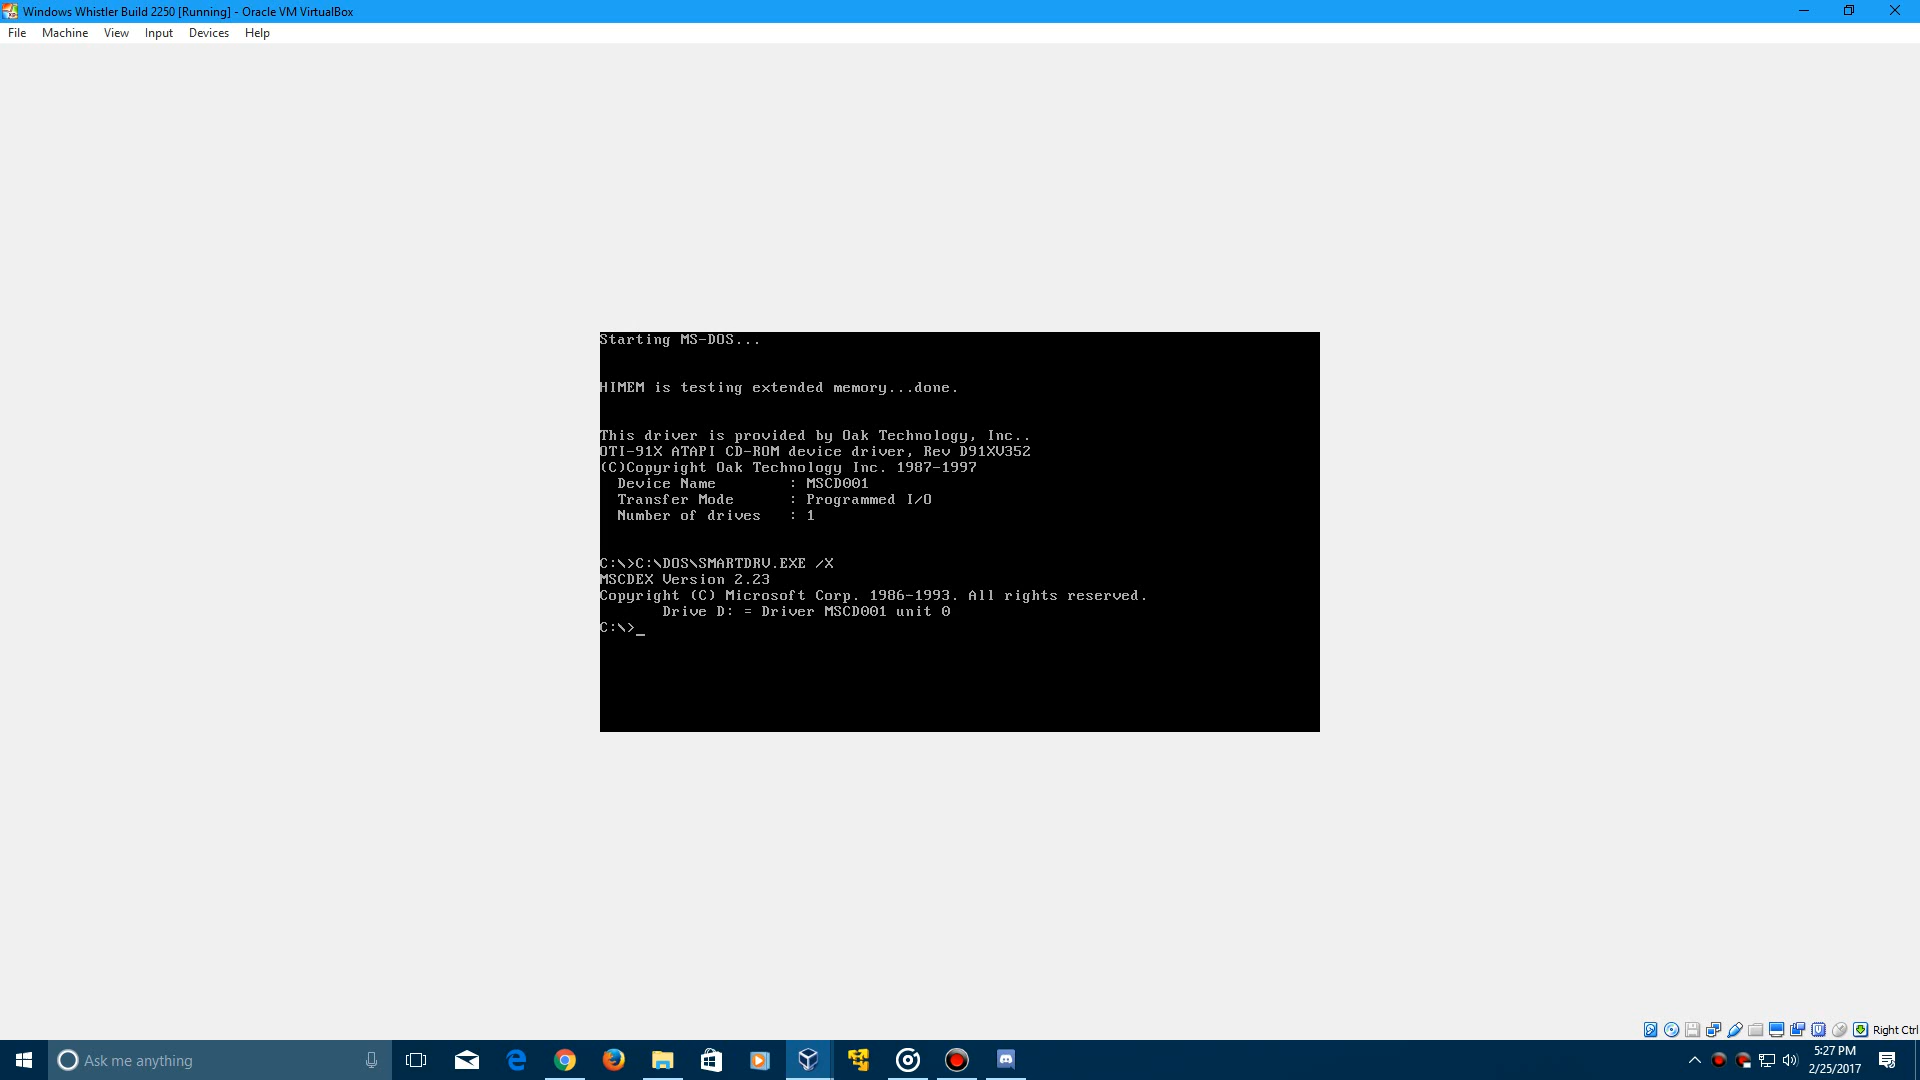 Windows Whistler Build 2250 [Running] - Oracle VM VirtualBox
File Machine View Input Devices Help
Starting MS-DOS...
HIMEM is testing extended memory...done.
This driver is provided by Oak Technology, Inc..
OTI-91X ATAPI CD-ROM device driver, Rev D91XV352
(C)Copyright Oak Technology Inc. 1987-1997
Device Name : MSCD001
Transfer Mode : Programmed I/O
Number of drives : 1
C:\>C:\DOS\SMARTDRV.EXE /X
MSCDEX Version 2.23
Copyright (C) Microsoft Corp. 1986-1993. All rights reserved.
Drive D: = Driver MSCD001 unit 0
C:\>_
Right Ctrl
Ask me anything
5:27 PM
2/25/2017